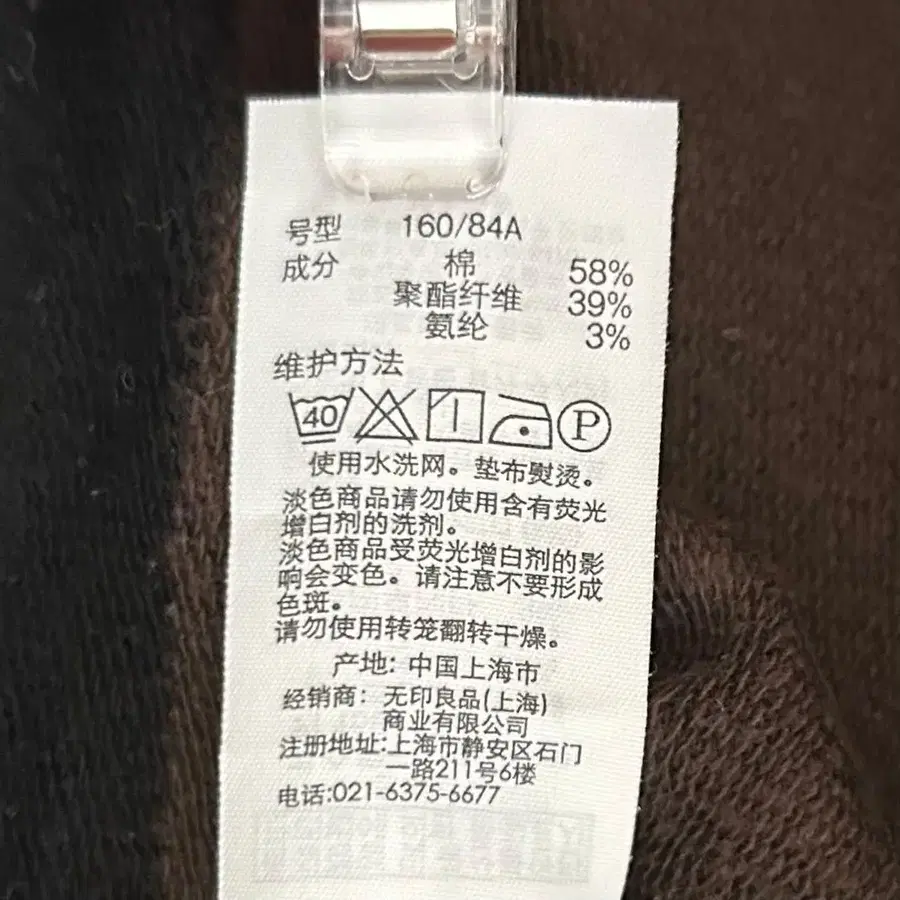 号型 160/84A
成分 棉 58%
聚酯纤维 39%
氨纶 3%
维护方法
40 P
使用水洗网。垫布熨烫。
淡色商品请勿使用含有荧光
增白剂的洗剂。
淡色商品受荧光增白剂的影
响会变色。请注意不要形成
色斑。
请勿使用转笼翻转干燥。
产地: 中国上海市
经销商: 无印良品(上海)
商业有限公司
注册地址:上海市静安区石门
一路211号6楼
电话:021-6375-6677